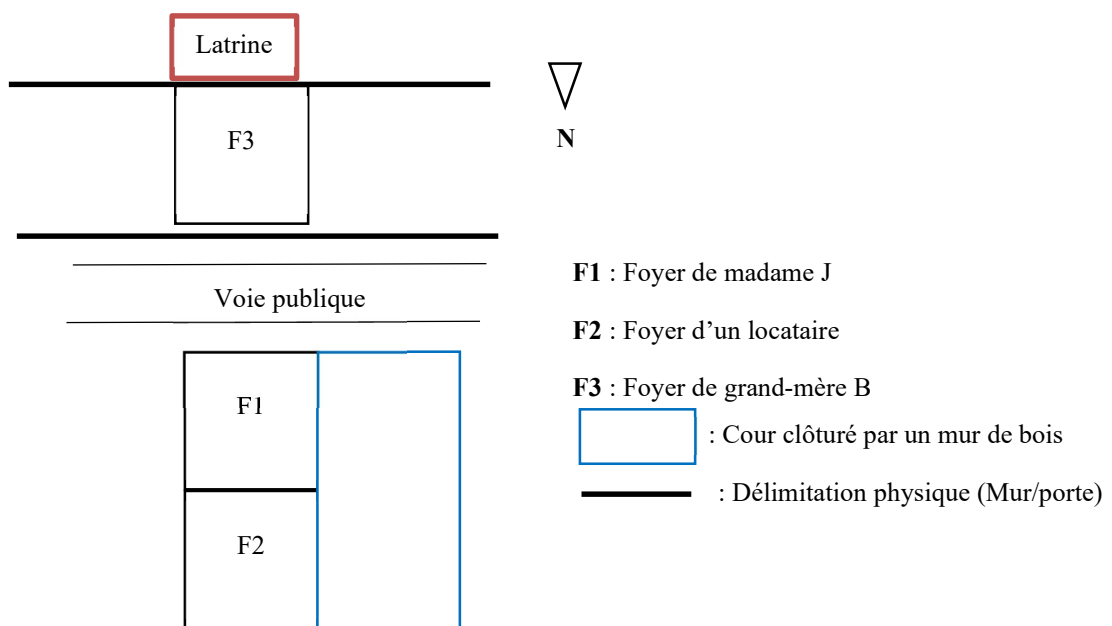 Latrine
F3
N
Voie publique
F1
F2
F1 : Foyer de madame J
F2 : Foyer d’un locataire
F3 : Foyer de grand-mère B
: Cour clôturé par un mur de bois
: Délimitation physique (Mur/porte)